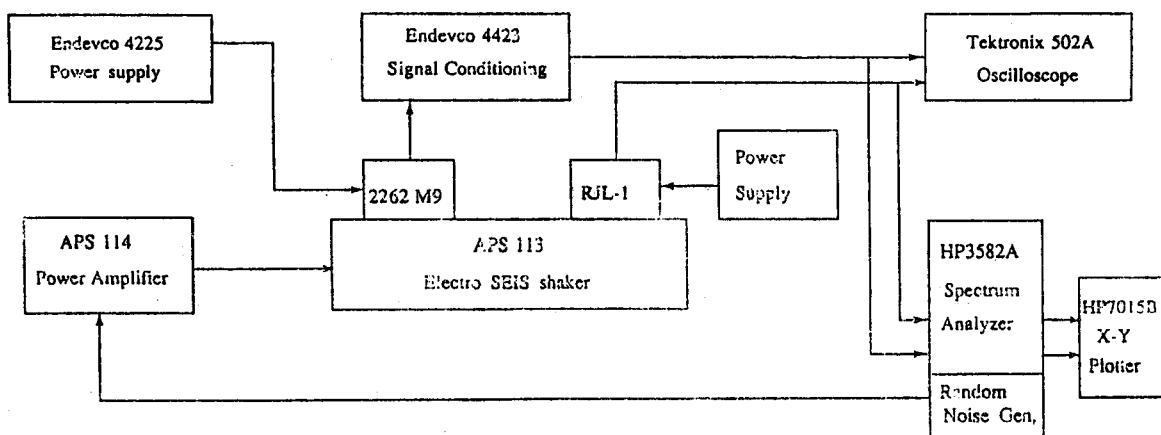 Endevco 4225
Power supply
Endevco 4423
Signal Conditioning
Tektronix 502A
Oscilloscope
2262 M9
RJL-1
Power
Supply
APS 114
Power Amplifier
APS 113
Electro SEIS shaker
HP3582A
Spectrum
Analyzer
HP7015B
X-Y
Plotter
Random
Noise Gen,